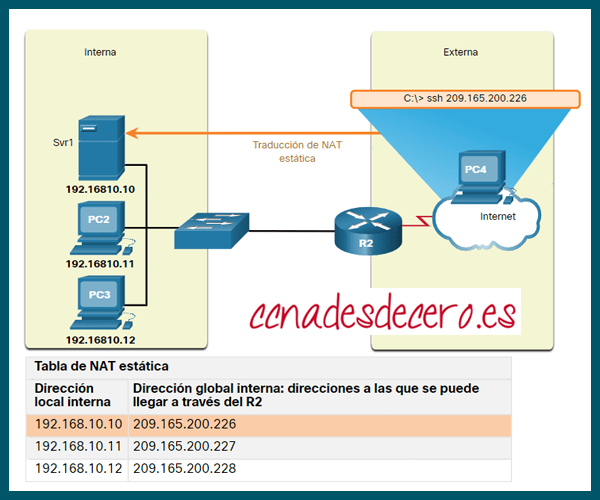 Interna
Externa
C:\> ssh 209.165.200.226
Svr1
Traducción de NAT
estática
PC4
192.16810.10
Internet
PC2
R2
192.16810.11
PC3
ccnadesdecero.es
192.16810.12
Tabla de NAT estática
Dirección local interna
Dirección global interna: direcciones a las que se puede llegar a través del R2
192.168.10.10 209.165.200.226
192.168.10.11 209.165.200.227
192.168.10.12 209.165.200.228